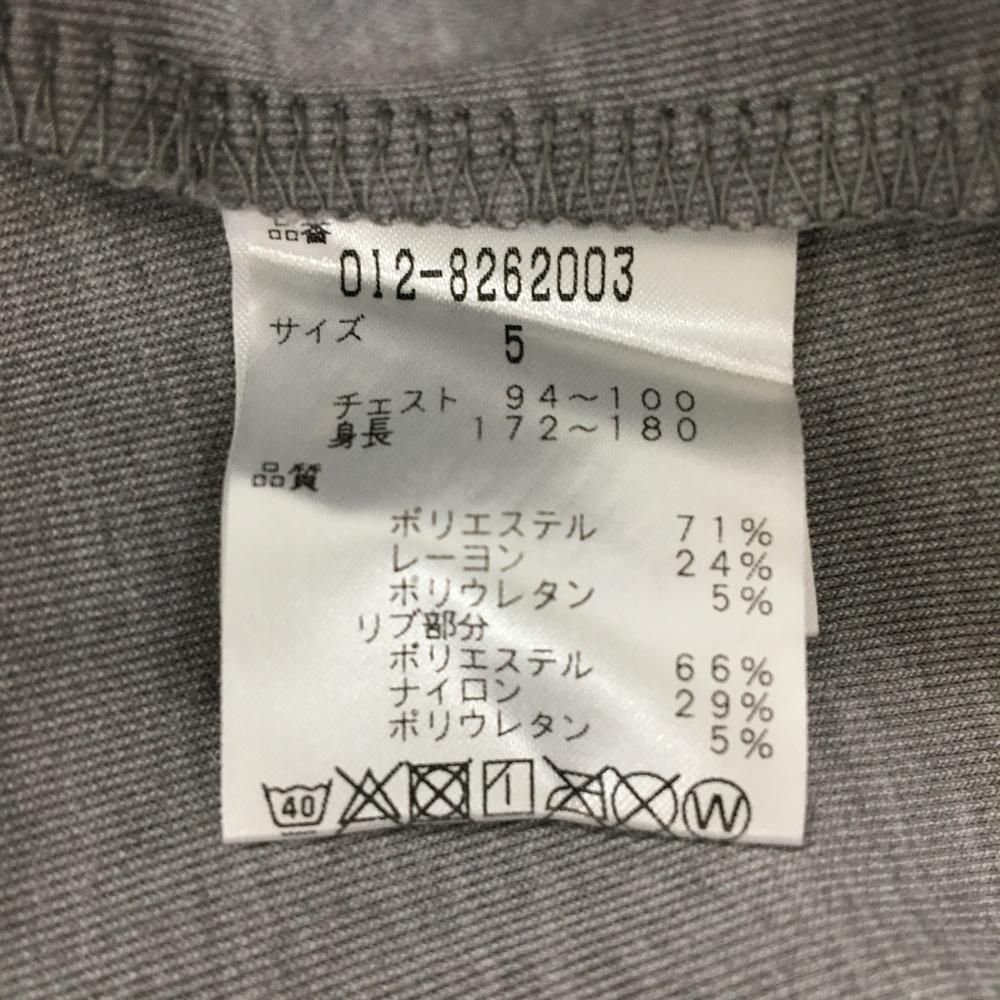 品番
012-8262003
サイズ 5
チェスト 94～100
身長 172～180
品質
ポリエステル 71%
レーヨン 24%
ポリウレタン 5%
リブ部分
ポリエステル 66%
ナイロン 29%
ポリウレタン 5%
40 W